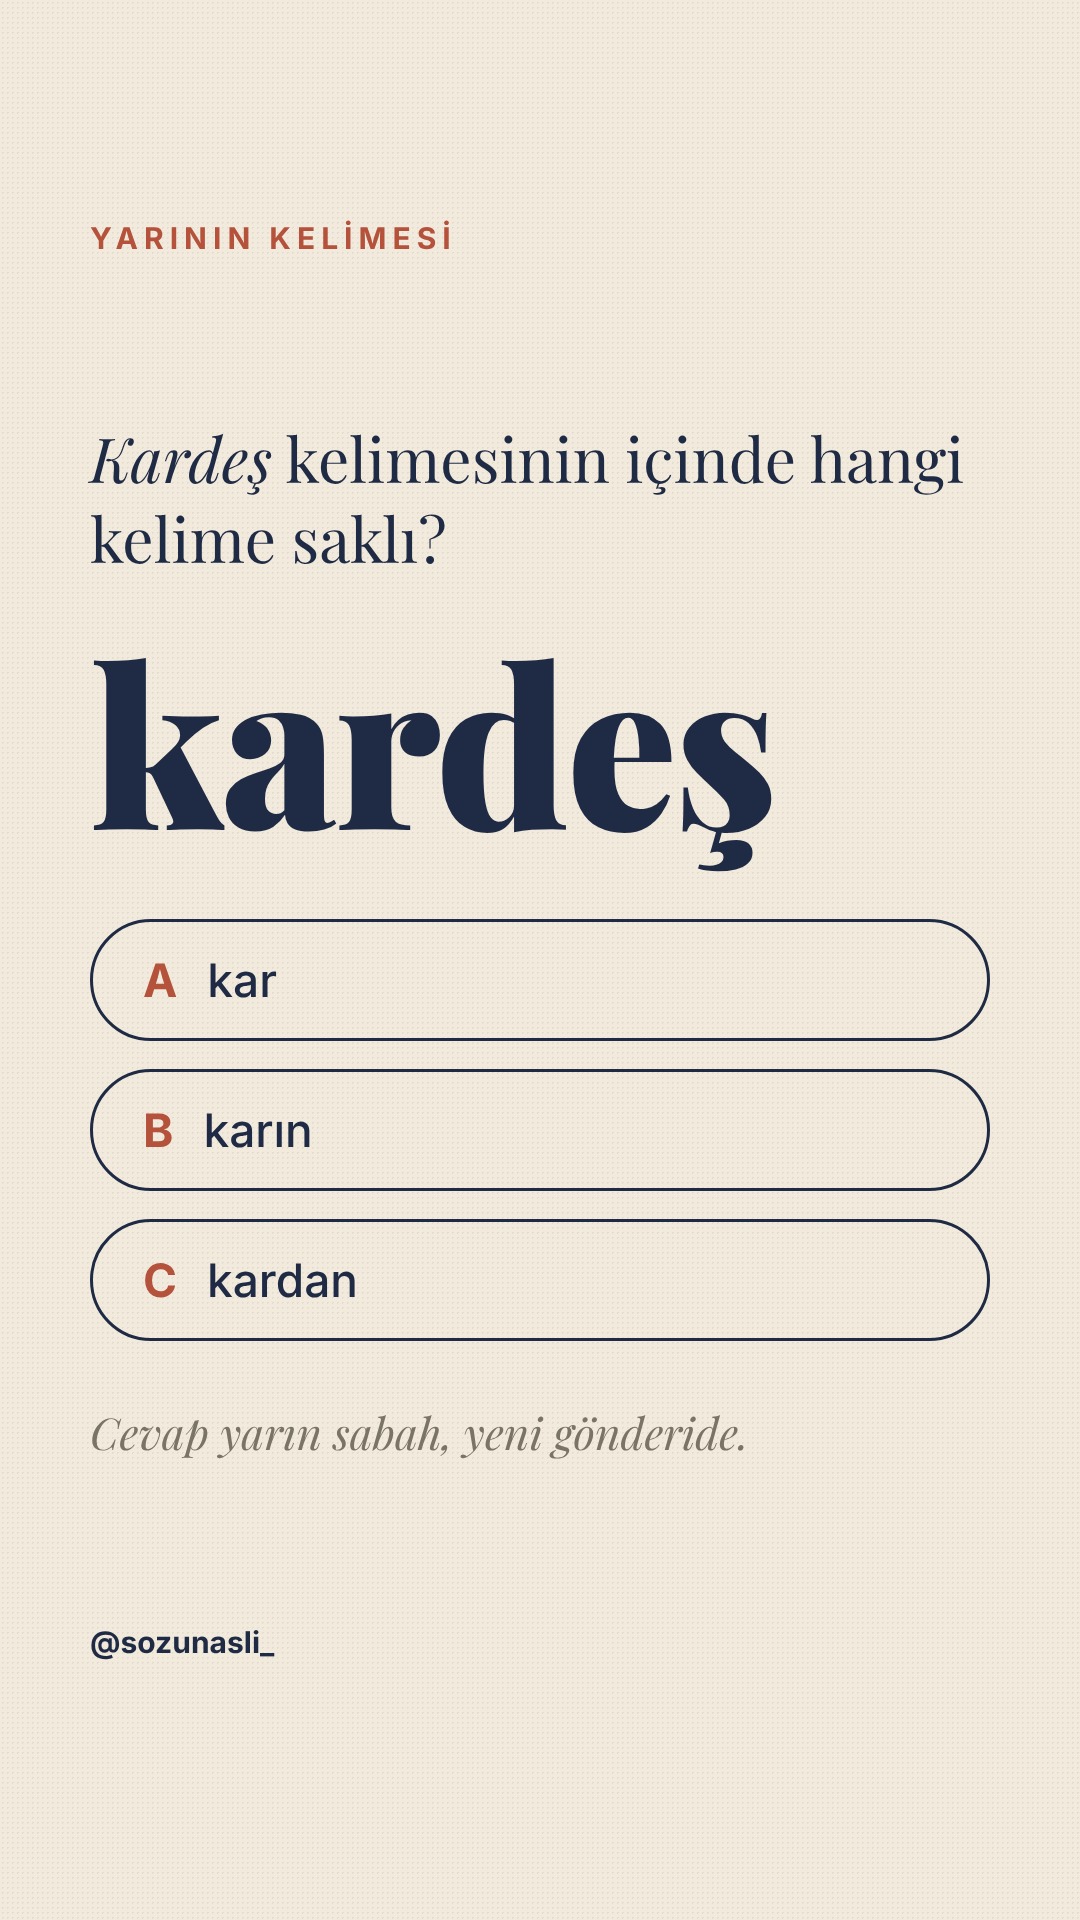 YARININ KELİMESİ
Kardeş kelimesinin içinde hangi
kelime saklı?
kardeş
A kar
B karın
C kardan
Cevap yarın sabah, yeni gönderide.
@sozunasli_